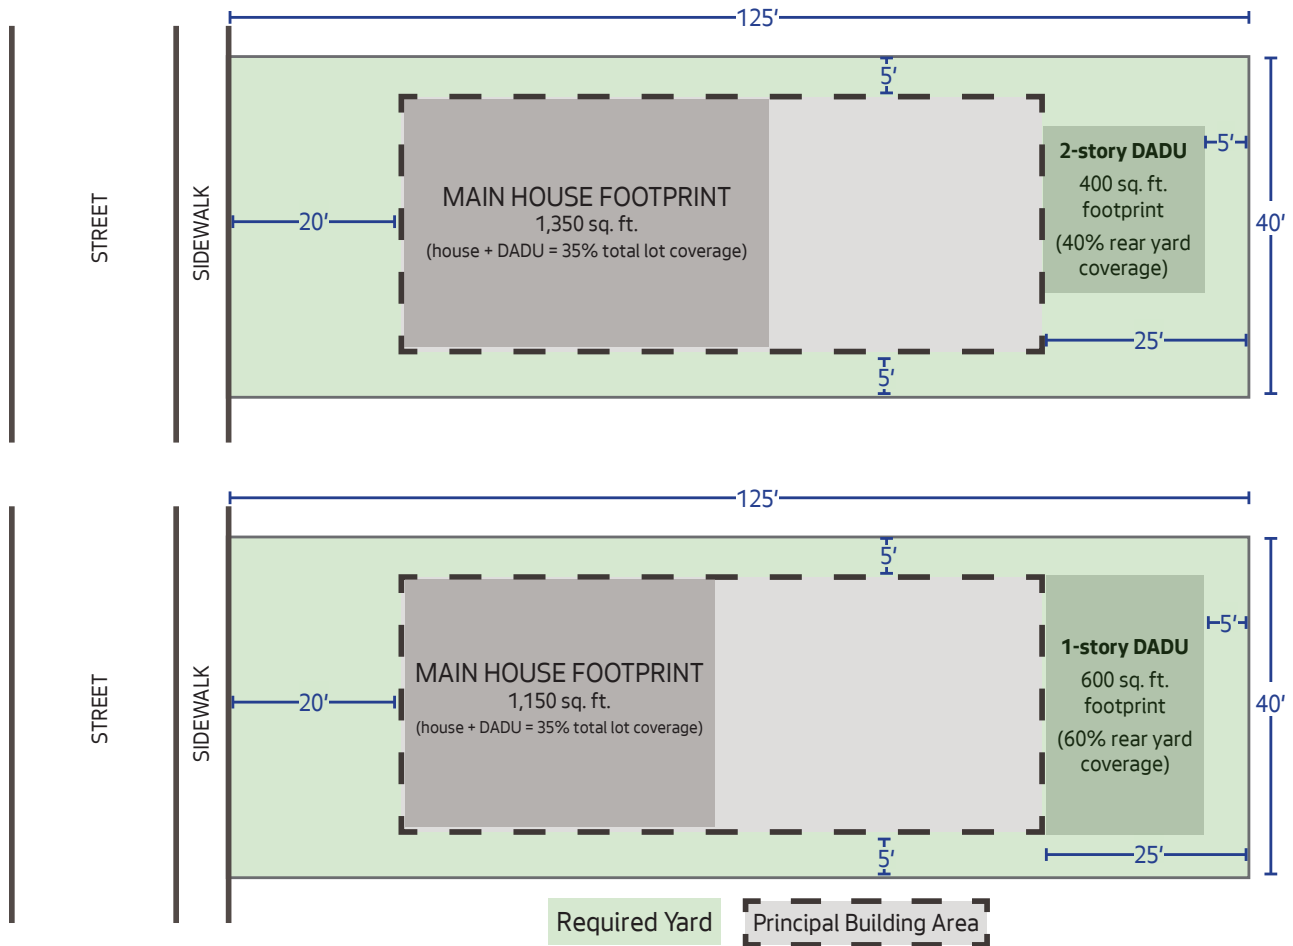 125'
5'
STREET
SIDEWALK
20'
MAIN HOUSE FOOTPRINT
1,350 sq. ft.
(house + DADU = 35% total lot coverage)
2-story DADU
400 sq. ft.
footprint
(40% rear yard
coverage)
5'
40'
25'
5'
125'
5'
STREET
SIDEWALK
20'
MAIN HOUSE FOOTPRINT
1,150 sq. ft.
(house + DADU = 35% total lot coverage)
1-story DADU
600 sq. ft.
footprint
(60% rear yard
coverage)
5'
40'
25'
5'
Required Yard
Principal Building Area